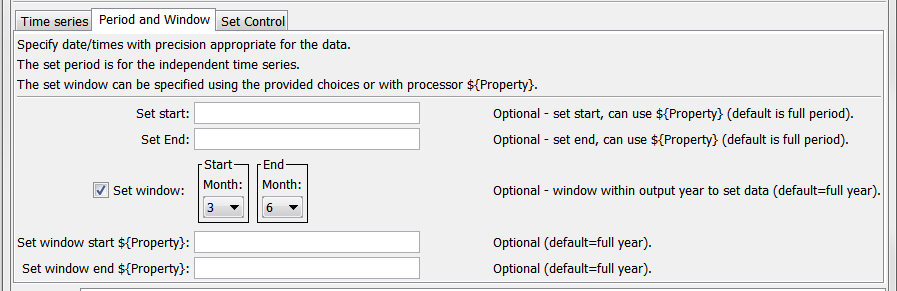 Time series Period and Window Set Control
Specify date/times with precision appropriate for the data.
The set period is for the independent time series.
The set window can be specified using the provided choices or with processor ${Property}.
Set start: Optional - set start, can use ${Property} (default is full period).
Set End: Optional - set end, can use ${Property} (default is full period).
Start End
Month: Month:
Set window: Optional - window within output year to set data (default=full year).
3 6
Set window start ${Property}: Optional (default=full year).
Set window end ${Property}: Optional (default=full year).